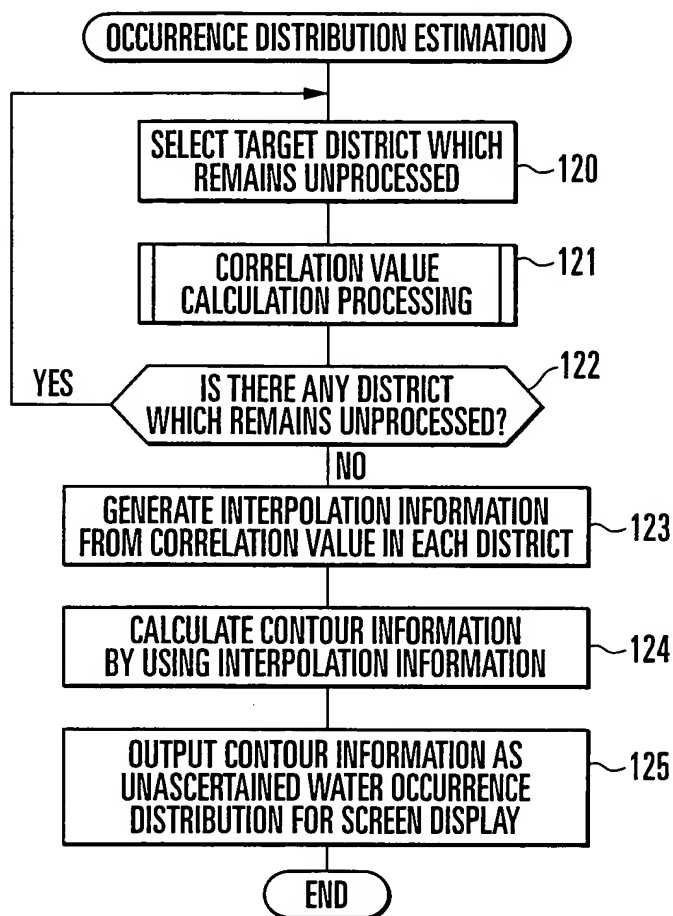 OCCURRENCE DISTRIBUTION ESTIMATION
SELECT TARGET DISTRICT WHICH
REMAINS UNPROCESSED
120
CORRELATION VALUE
CALCULATION PROCESSING
121
YES
IS THERE ANY DISTRICT
WHICH REMAINS UNPROCESSED?
122
NO
GENERATE INTERPOLATION INFORMATION
FROM CORRELATION VALUE IN EACH DISTRICT
123
CALCULATE CONTOUR INFORMATION
BY USING INTERPOLATION INFORMATION
124
OUTPUT CONTOUR INFORMATION AS
UNASCERTAINED WATER OCCURRENCE
DISTRIBUTION FOR SCREEN DISPLAY
125
END